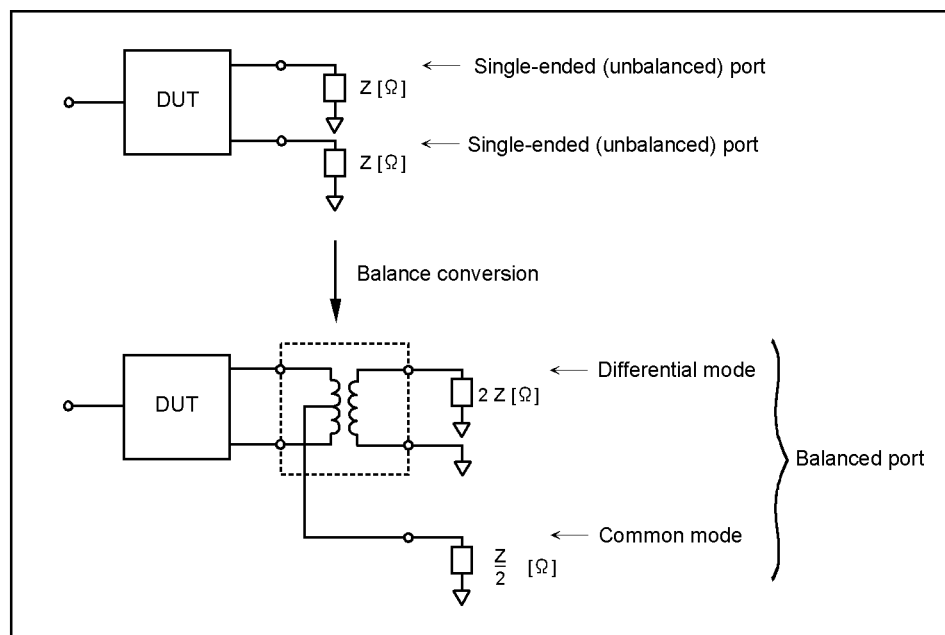 DUT
Z [Ω]
Single-ended (unbalanced) port
Z [Ω]
Single-ended (unbalanced) port
Balance conversion
DUT
2 Z [Ω]
Differential mode
Balanced port
Z/2 [Ω]
Common mode